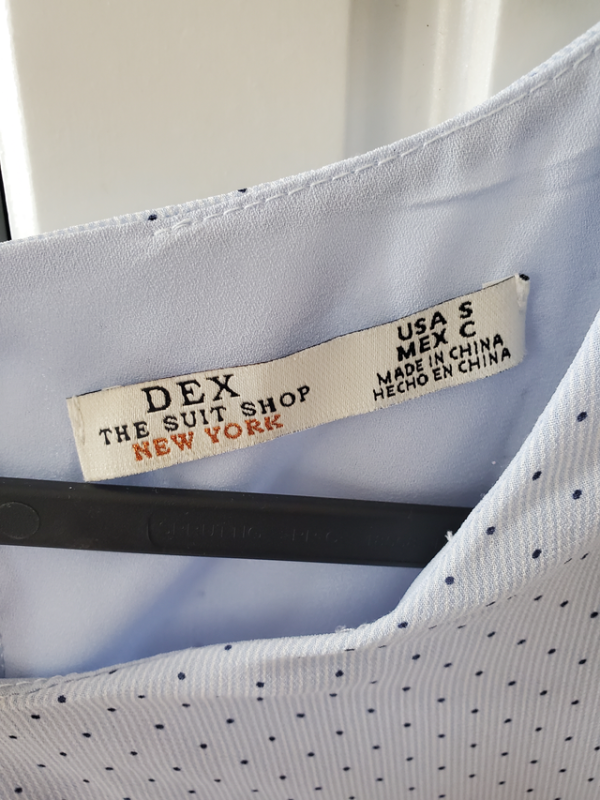 DEX
THE SUIT SHOP
NEW YORK
USA S
MEX C
MADE IN CHINA
HECHO EN CHINA